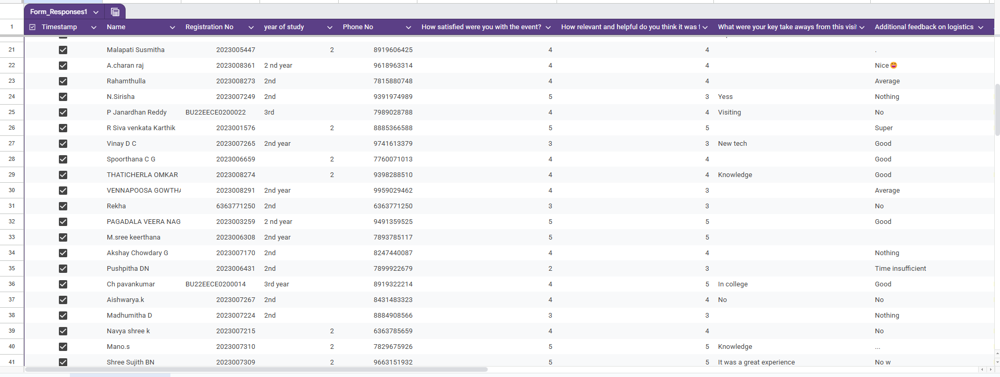 Form_Responses1
1 Timestamp Name Registration No year of study Phone No How satisfied were you with the event? How relevant and helpful do you think it was f What were your key take aways from this visit Additional feedback on logistics
21 Malapati Susmitha 2023005447 2 8919606425 4 4 .
22 A.charan raj 2023008361 2 nd year 9618963314 4 4 Nice😄
23 Rahamthulla 2023008273 2nd 7815880748 4 4 Average
24 N.Sirisha 2023007249 2nd 9391974989 5 3 Yess Nothing
25 P Janardhan Reddy BU22EECE0200022 3rd 7989028788 4 4 Visiting No
26 R Siva venkata Karthik 2023001576 2 8885366588 5 5 Super
27 Vinay D C 2023007265 2nd year 9741613379 3 3 New tech Good
28 Spoorthana C G 2023006659 2 7760071013 4 4 Good
29 THATICHERLA OMKAR 2023008274 2 9398288510 4 4 Knowledge Good
30 VENNAPOOSA GOWTHA 2023008291 2nd year 9959029462 4 3 Average
31 Rekha 6363771250 2nd 6363771250 3 3 No
32 PAGADALA VEERA NAG 2023003259 2 nd year 9491359525 5 5 Good
33 M.sree keerthana 2023006308 2nd year 7893785117 5 5
34 Akshay Chowdary G 2023007170 2nd 8247440087 4 4 Nothing
35 Pushpitha DN 2023006431 2nd 7899922679 2 3 Time insufficient
36 Ch pavankumar BU22EECE0200014 3rd year 8919322214 4 5 In college Good
37 Aishwarya.k 2023007267 2nd 8431483323 4 4 No No
38 Madhumitha D 2023007224 2nd 8884908566 3 3 Nothing
39 Navya shree k 2023007215 2 6363785659 4 4 No
40 Mano.s 2023007310 2 7829675926 5 5 Knowledge ...
41 Shree Sujith BN 2023007309 2 9663151932 5 5 It was a great experience No w